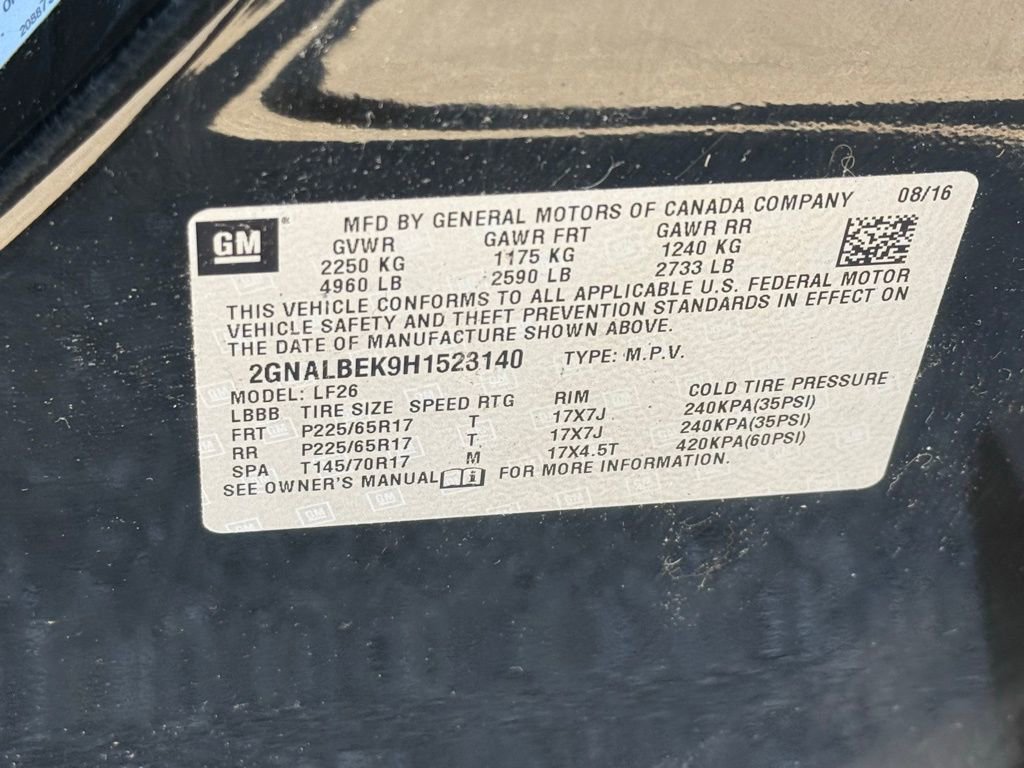 GM
®
MFD BY GENERAL MOTORS OF CANADA COMPANY 08/16
GVWR GAWR FRT GAWR RR
2250 KG 1175 KG 1240 KG
4960 LB 2590 LB 2733 LB
THIS VEHICLE CONFORMS TO ALL APPLICABLE U.S. FEDERAL MOTOR
VEHICLE SAFETY AND THEFT PREVENTION STANDARDS IN EFFECT ON
THE DATE OF MANUFACTURE SHOWN ABOVE.
2GNALBEK9H1523140 TYPE: M.P.V.
MODEL: LF26
LBBB TIRE SIZE SPEED RTG RIM COLD TIRE PRESSURE
FRT P225/65R17 T 17X7J 240KPA(35PSI)
RR P225/65R17 T 17X7J 240KPA(35PSI)
SPA T145/70R17 M 17X4.5T 420KPA(60PSI)
SEE OWNER'S MANUAL FOR MORE INFORMATION.